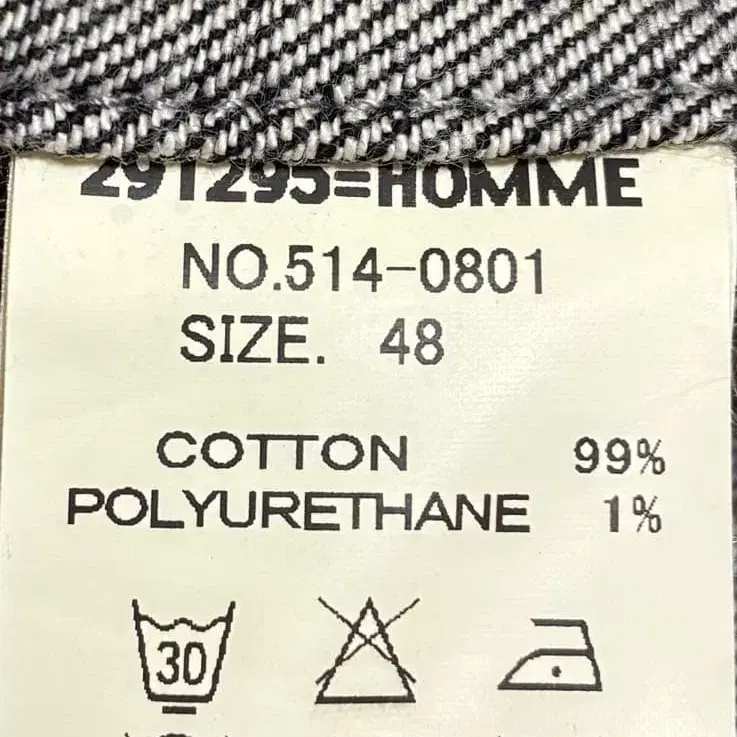 291295=HOMME
NO.514-0801
SIZE. 48
COTTON 99%
POLYURETHANE 1%
30